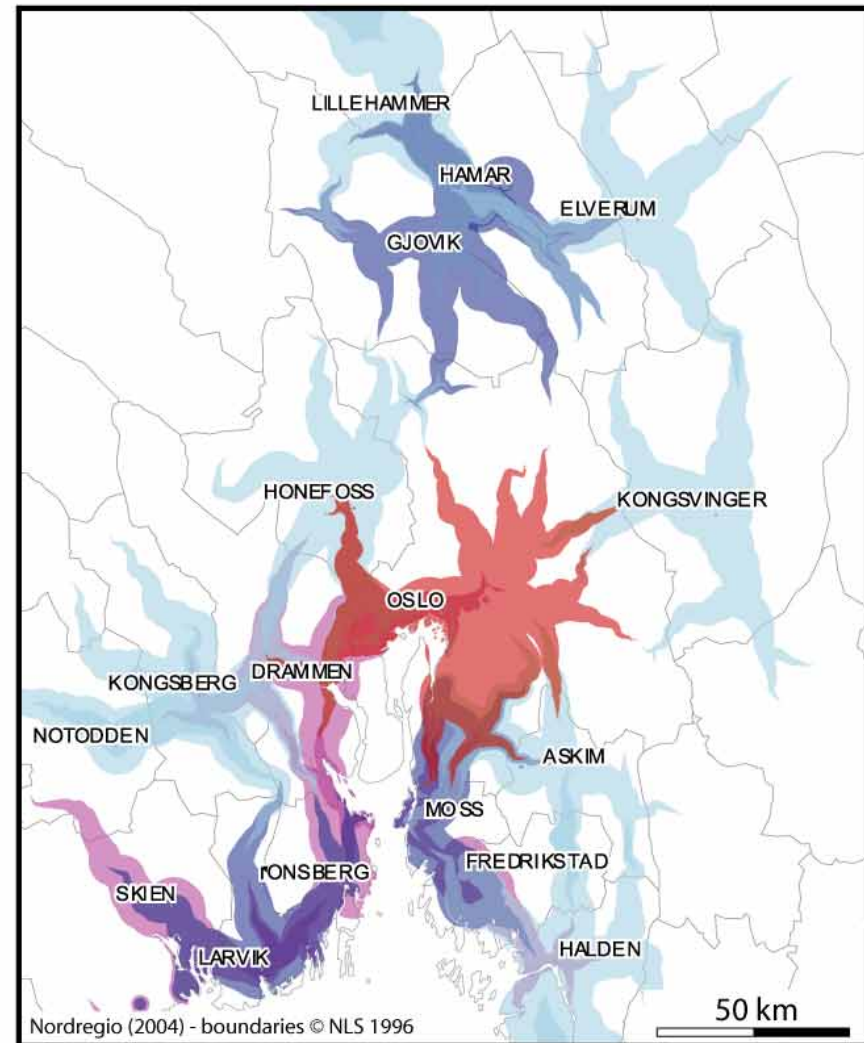 LILLEHAMMER
HAMAR
ELVERUM
GJOVIK
HONEFOSS
KONGSVINGER
OSLO
DRAMMEN
KONGSBERG
NOTODDEN
ASKIM
MOSS
FREDRIKSTAD
rONSBERG
SKIEN
HALDEN
LARVIK
50 km
Nordregio (2004) - boundaries © NLS 1996